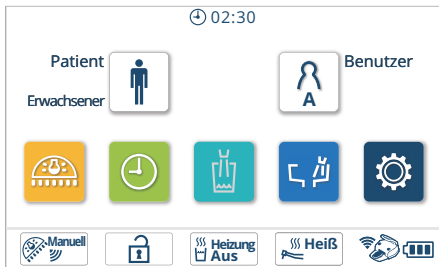 02:30
Patient
Benutzer
Erwachsener
A
Manuell
Heizung
Aus
Heiß